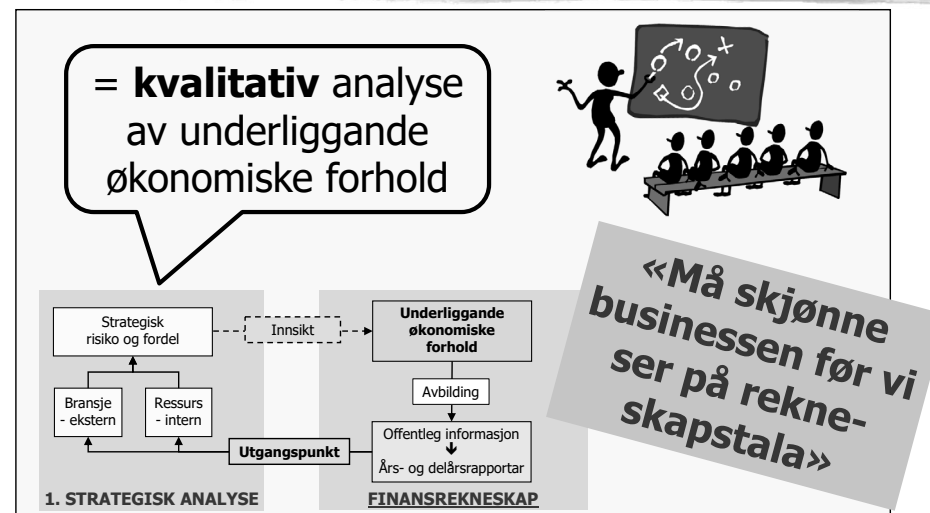 = kvalitativ analyse
av underliggande
økonomiske forhold
«Må skjønne
businessen før vi
ser på rekne-
skapstala»
Strategisk
risiko og fordel
Innsikt
Underliggande
økonomiske
forhold
Avbilding
Bransje
- ekstern
Ressurs
- intern
Utgangspunkt
Offentleg informasjon
Års- og delårsrapportar
1. STRATEGISK ANALYSE
FINANSREKNESKAP